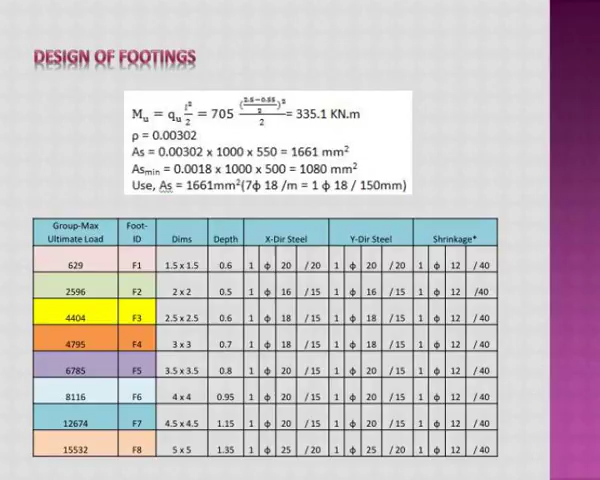 DESIGN OF FOOTINGS
Mu = qu l²/2 = 705 ((2.5−0.55)/2)²/2 = 335.1 KN.m
ρ = 0.00302
As = 0.00302 x 1000 x 550 = 1661 mm²
Asmin = 0.0018 x 1000 x 500 = 1080 mm²
Use, As = 1661mm²(7ϕ 18 /m = 1 ϕ 18 / 150mm)
Group-Max Foot-
Ultimate Load ID Dims Depth X-Dir Steel Y-Dir Steel Shrinkage*
629 F1 1.5 x 1.5 0.6 1 ϕ 20 / 20 1 ϕ 20 / 20 1 ϕ 12 / 40
2596 F2 2 x 2 0.5 1 ϕ 16 / 15 1 ϕ 16 / 15 1 ϕ 12 /40
4404 F3 2.5 x 2.5 0.6 1 ϕ 18 / 15 1 ϕ 18 / 15 1 ϕ 12 / 40
4795 F4 3 x 3 0.7 1 ϕ 18 / 15 1 ϕ 18 / 15 1 ϕ 12 / 40
6785 F5 3.5 x 3.5 0.8 1 ϕ 20 / 15 1 ϕ 20 / 15 1 ϕ 12 / 40
8116 F6 4 x 4 0.95 1 ϕ 20 / 15 1 ϕ 20 / 15 1 ϕ 12 / 40
12674 F7 4.5 x 4.5 1.15 1 ϕ 20 / 15 1 ϕ 20 / 15 1 ϕ 12 / 40
15532 F8 5 x 5 1.35 1 ϕ 25 / 20 1 ϕ 25 / 20 1 ϕ 12 / 40